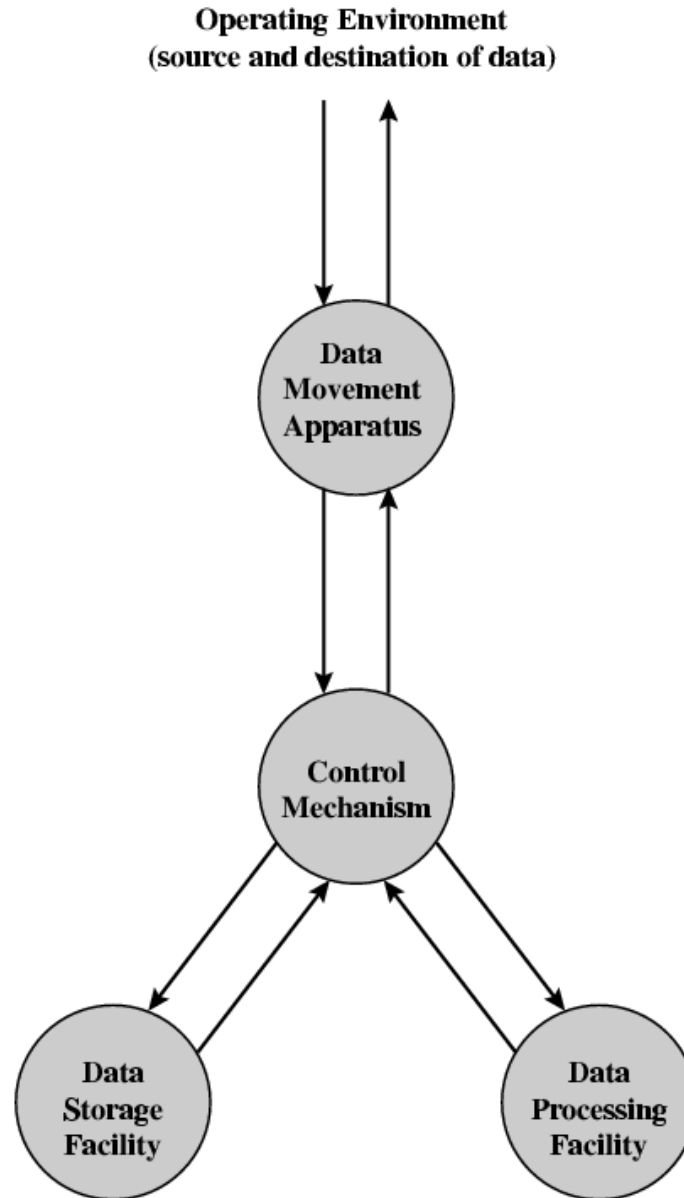 Operating Environment
(source and destination of data)
Data
Movement
Apparatus
Control
Mechanism
Data
Storage
Facility
Data
Processing
Facility